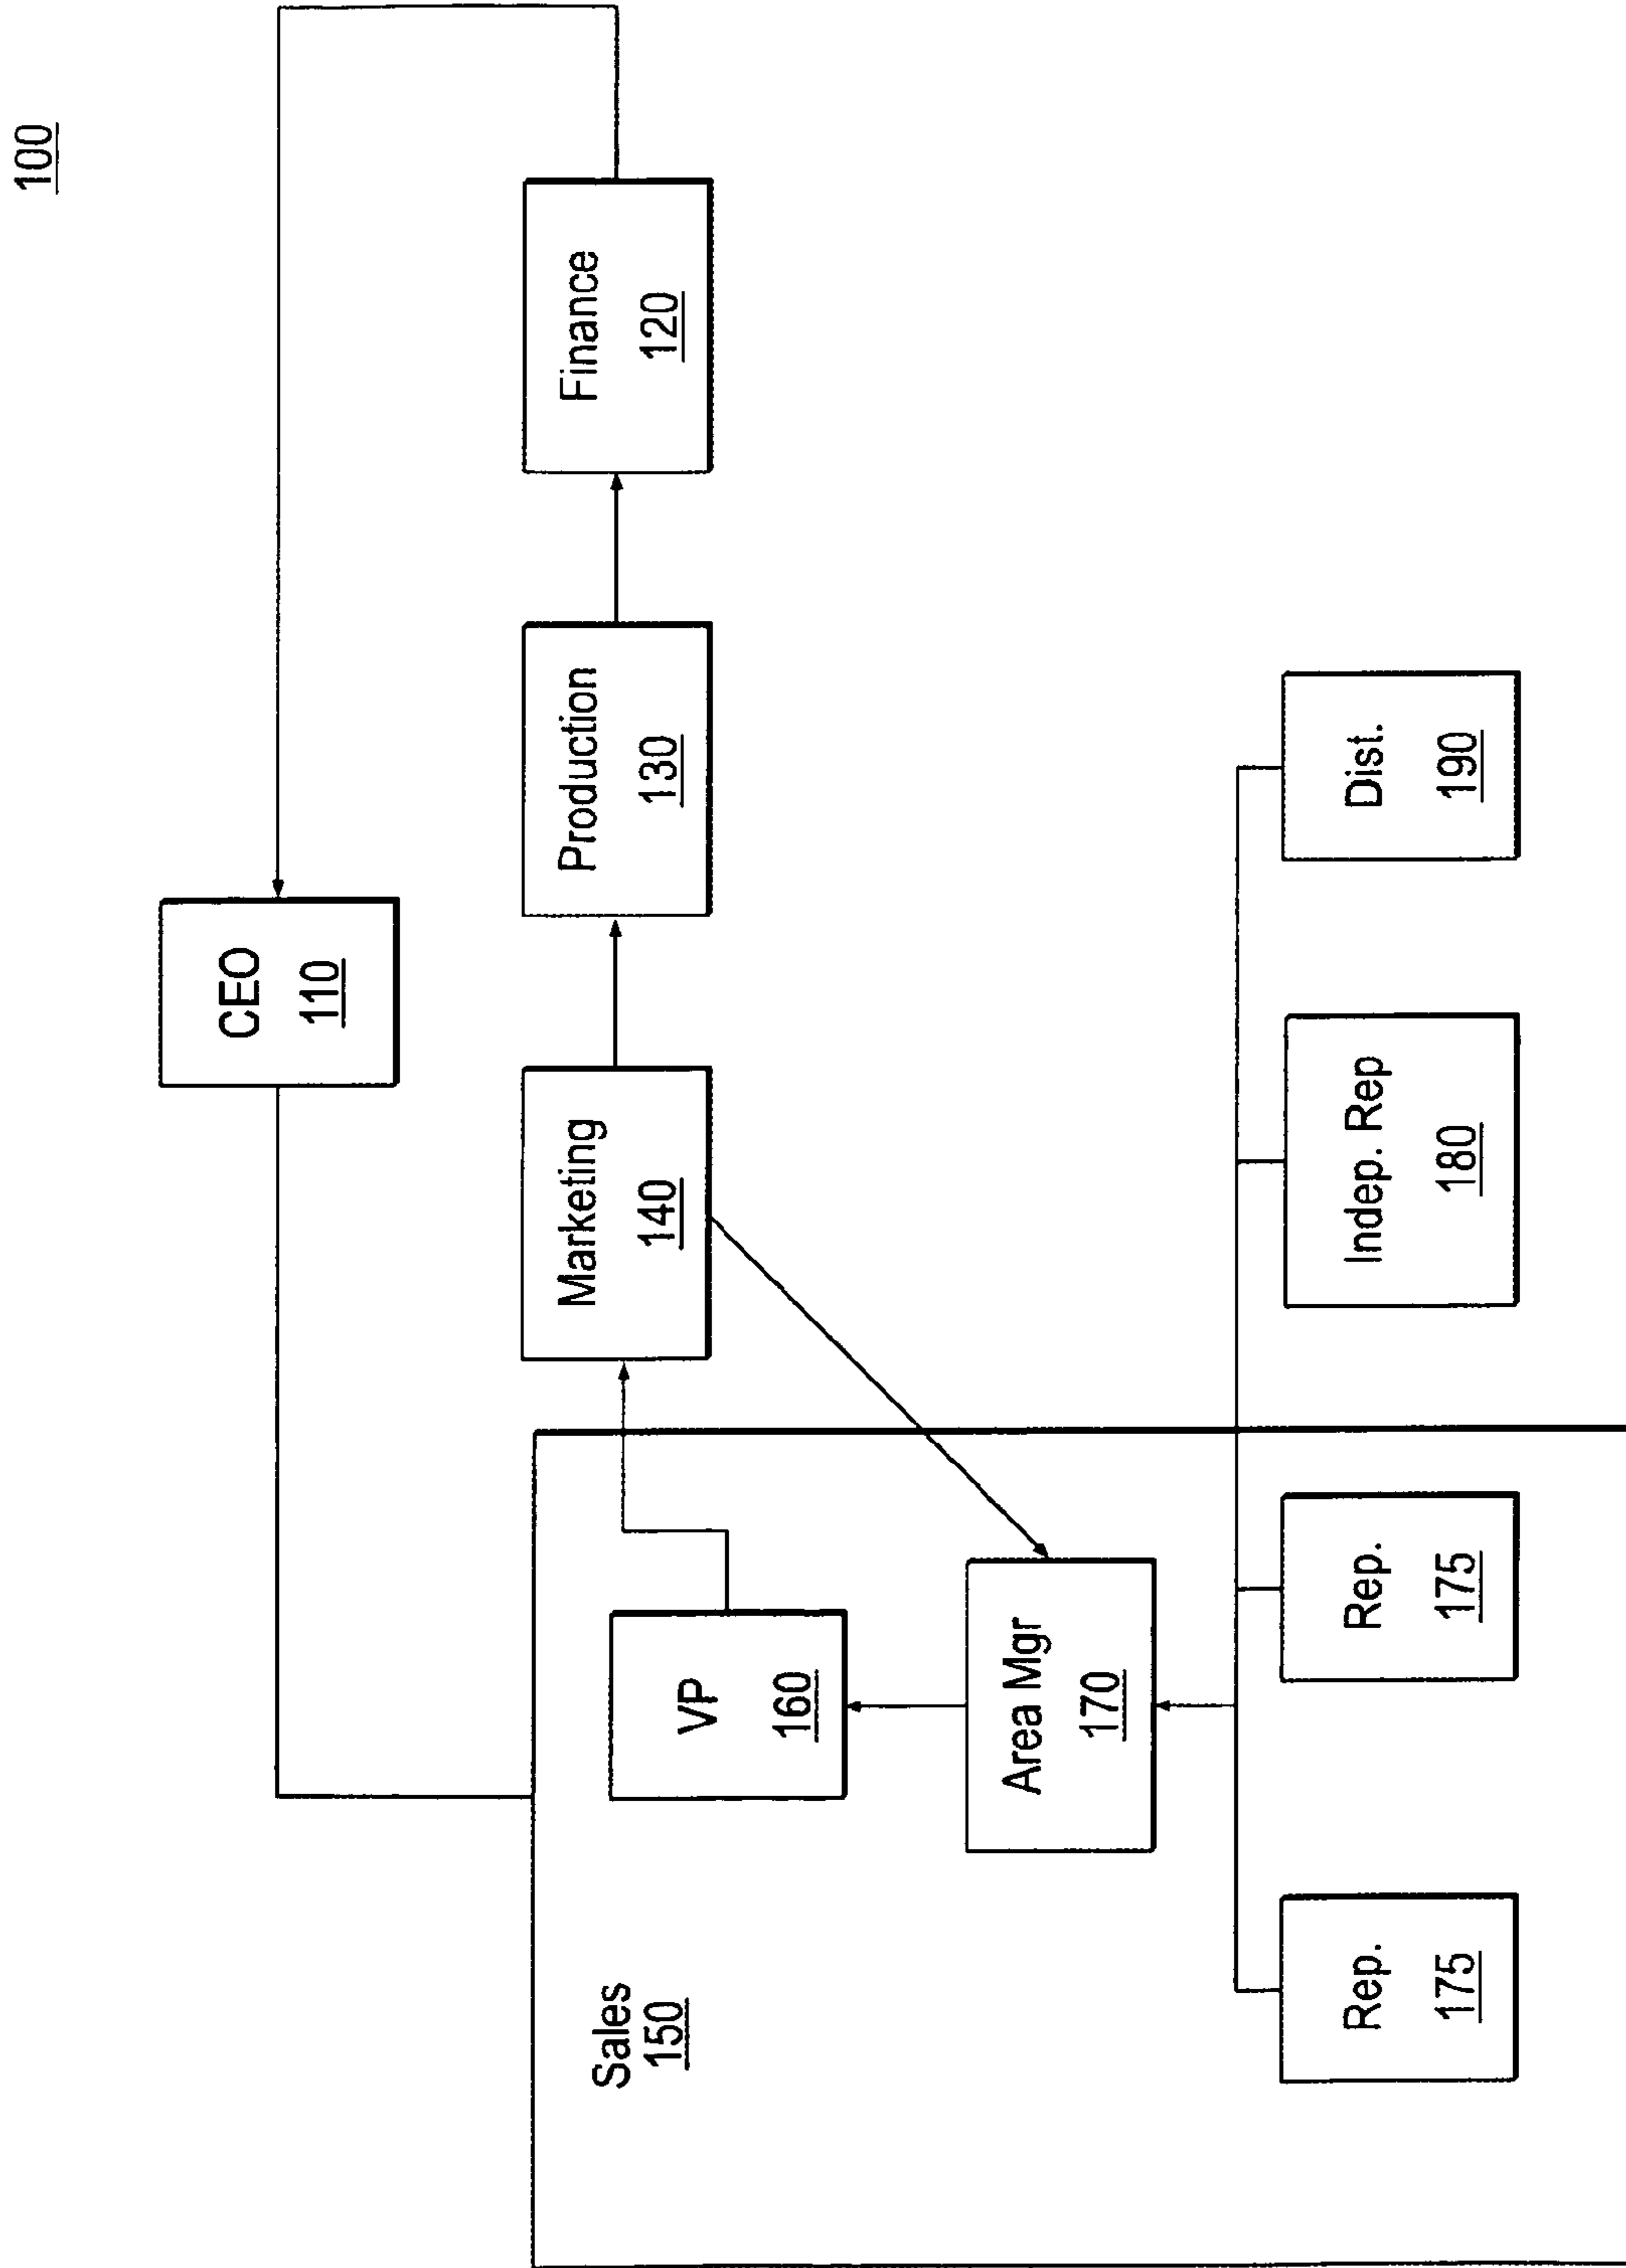 100
CEO
110
Marketing
140
Production
130
Finance
120
Sales
150
VP
160
Area Mgr
170
Rep.
175
Rep.
175
Indep. Rep
180
Dist.
190